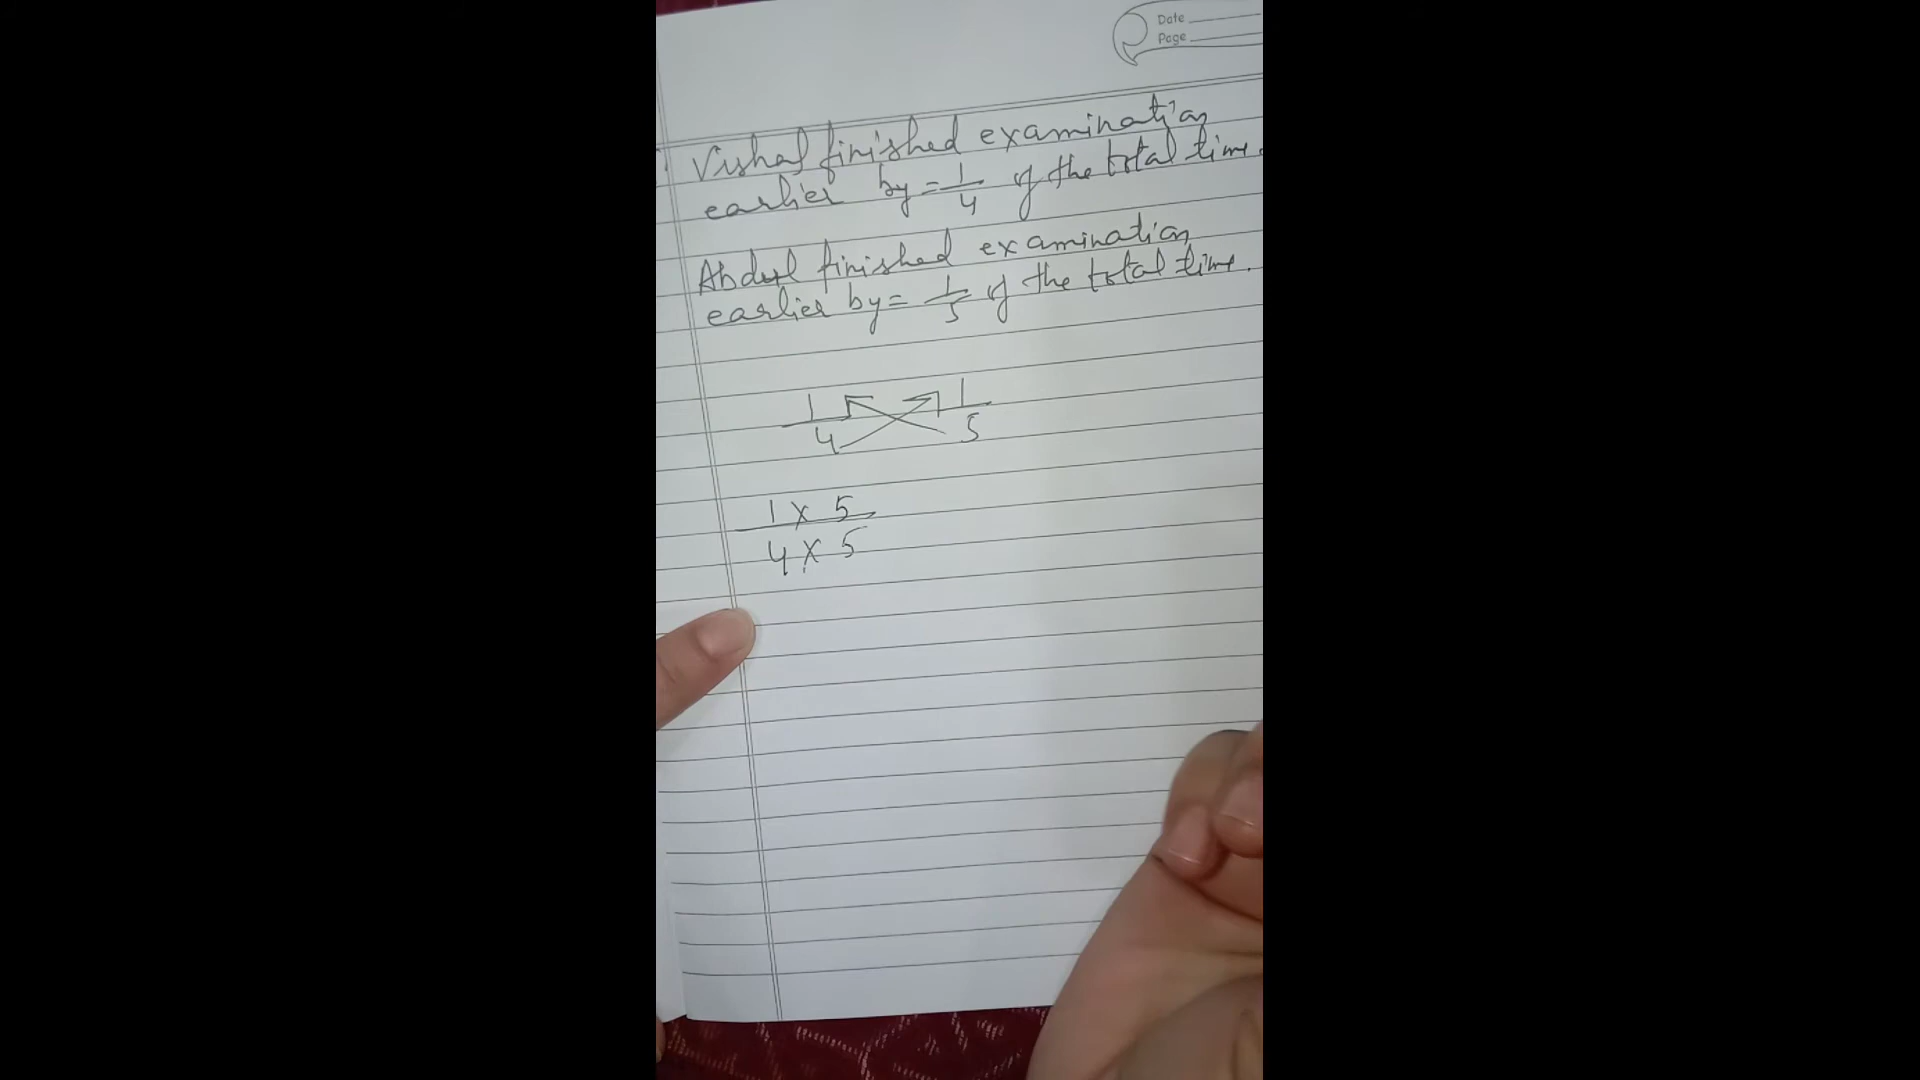 Date
Page
Vishal finished examination
earlier by = 1/4 of the total time.
Abdul finished examination
earlier by = 1/5 of the total time.
1/4 1/5
1 x 5
4 x 5